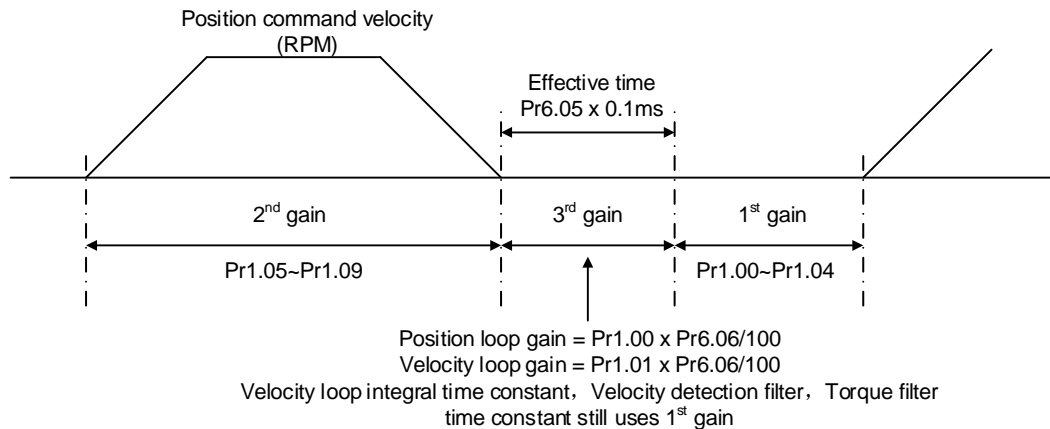 Position command velocity
(RPM)
Effective time
Pr6.05 x 0.1ms
2nd gain
3rd gain
1st gain
Pr1.05~Pr1.09
Pr1.00~Pr1.04
Position loop gain = Pr1.00 x Pr6.06/100
Velocity loop gain = Pr1.01 x Pr6.06/100
Velocity loop integral time constant，Velocity detection filter，Torque filter
time constant still uses 1st gain